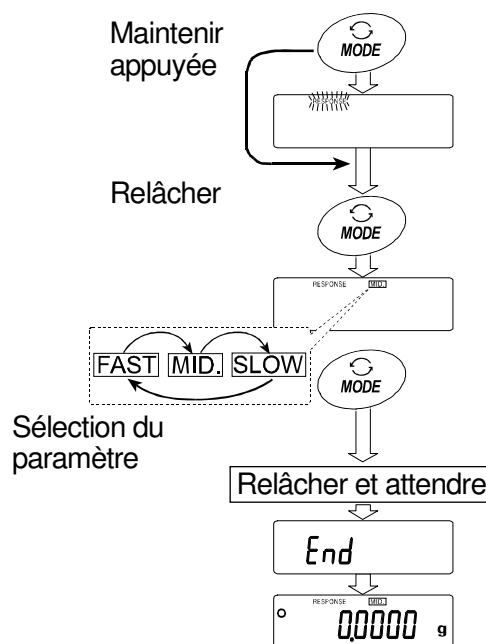 Maintenir
appuyée
MODE
RESPONSE
Relâcher
MODE
RESPONSE MID.
FAST MID. SLOW
MODE
Sélection du
paramètre
Relâcher et attendre
End
RESPONSE MID.
0.0000 g